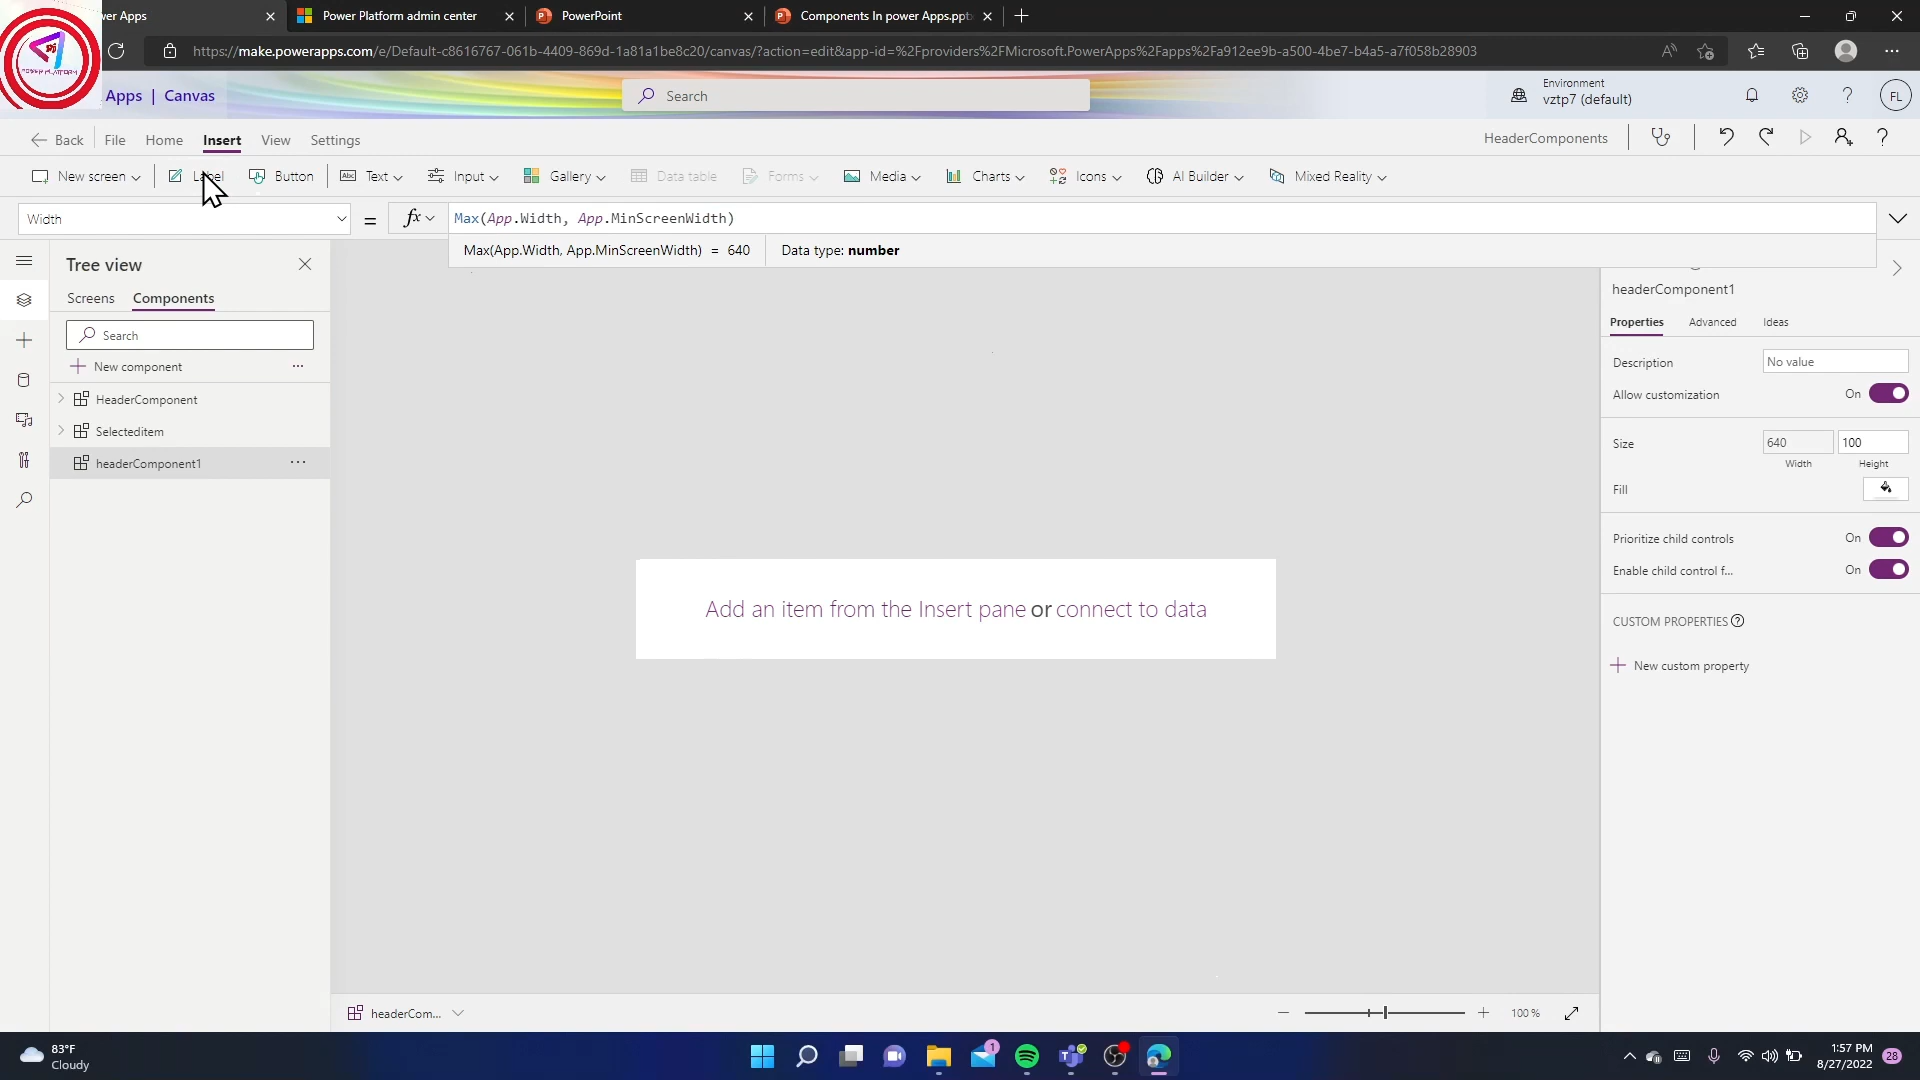 wer Apps
Power Platform admin center
PowerPoint
Components In power Apps.pptx
https://make.powerapps.com/e/Default-c8616767-061b-4409-869d-1a81a1be8c20/canvas/?action=edit&app-id=%2Fproviders%2FMicrosoft.PowerApps%2Fapps%2Fa912ee9b-a500-4be7-b4a5-a7f058b28903
POWER PLATFORM
Apps | Canvas
Search
Environment
vztp7 (default)
FL
Back
File
Home
Insert
View
Settings
HeaderComponents
New screen
Label
Button
Abc
Text
Input
Gallery
Data table
Forms
Media
Charts
Icons
AI Builder
Mixed Reality
Width
=
fx
Max(App.Width, App.MinScreenWidth)
Max(App.Width, App.MinScreenWidth) = 640
Data type: number
Tree view
Screens
Components
Search
New component
HeaderComponent
Selecteditem
headerComponent1
Add an item from the Insert pane or connect to data
headerComponent1
Properties
Advanced
Ideas
Description
No value
Allow customization
On
Size
640
100
Width
Height
Fill
Prioritize child controls
On
Enable child control f...
On
CUSTOM PROPERTIES
New custom property
headerCom...
100 %
83°F
Cloudy
1
1:57 PM
8/27/2022
28